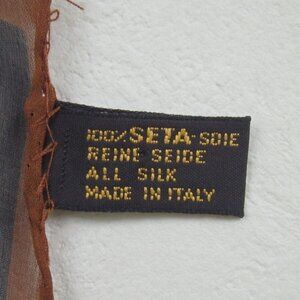 100% SETA-SOIE
REINE SEIDE
ALL SILK
MADE IN ITALY